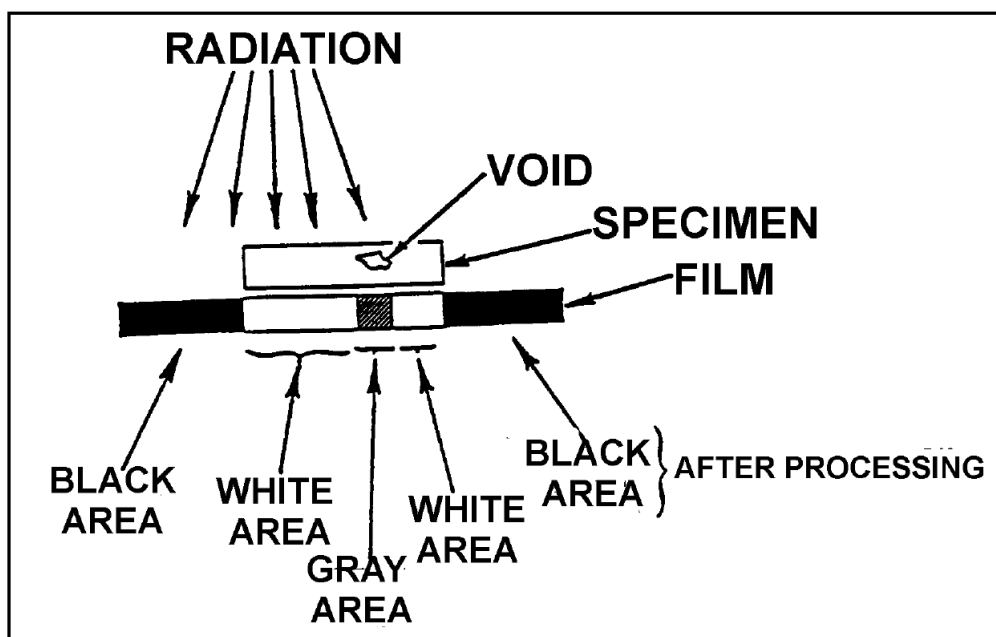 RADIATION
VOID
SPECIMEN
FILM
BLACK
AREA
WHITE
AREA
GRAY
AREA
WHITE
AREA
BLACK
AREA
AFTER PROCESSING